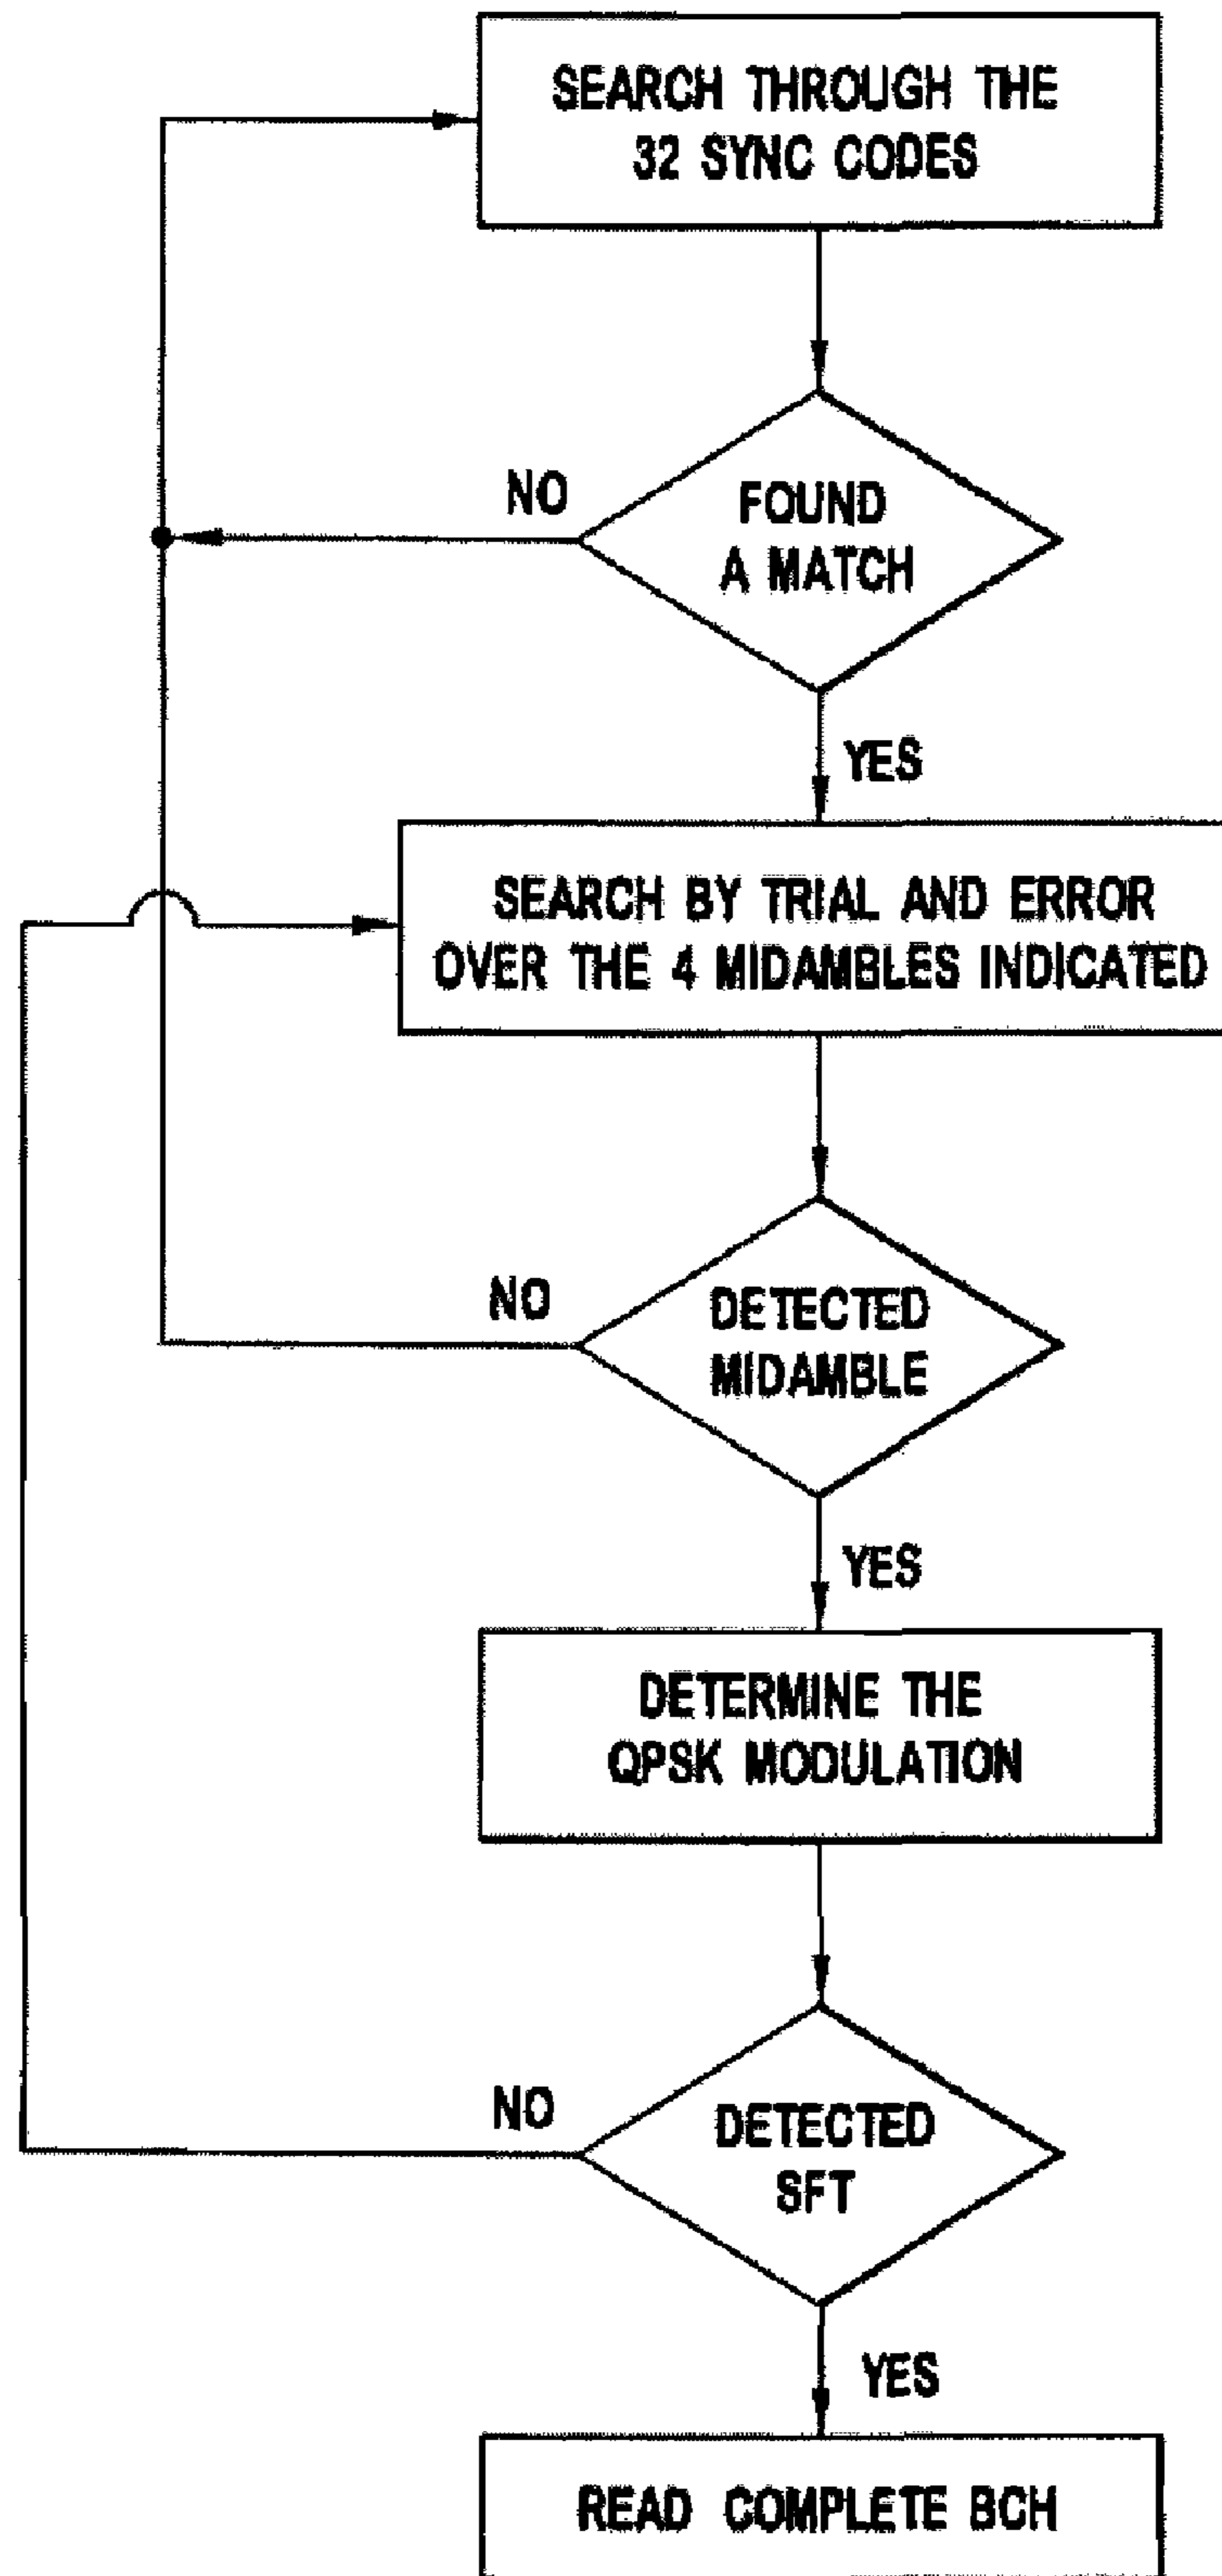 SEARCH THROUGH THE
32 SYNC CODES
NO
FOUND
A MATCH
YES
SEARCH BY TRIAL AND ERROR
OVER THE 4 MIDAMBLES INDICATED
NO
DETECTED
MIDAMBLE
YES
DETERMINE THE
QPSK MODULATION
NO
DETECTED
SFT
YES
READ COMPLETE BCH